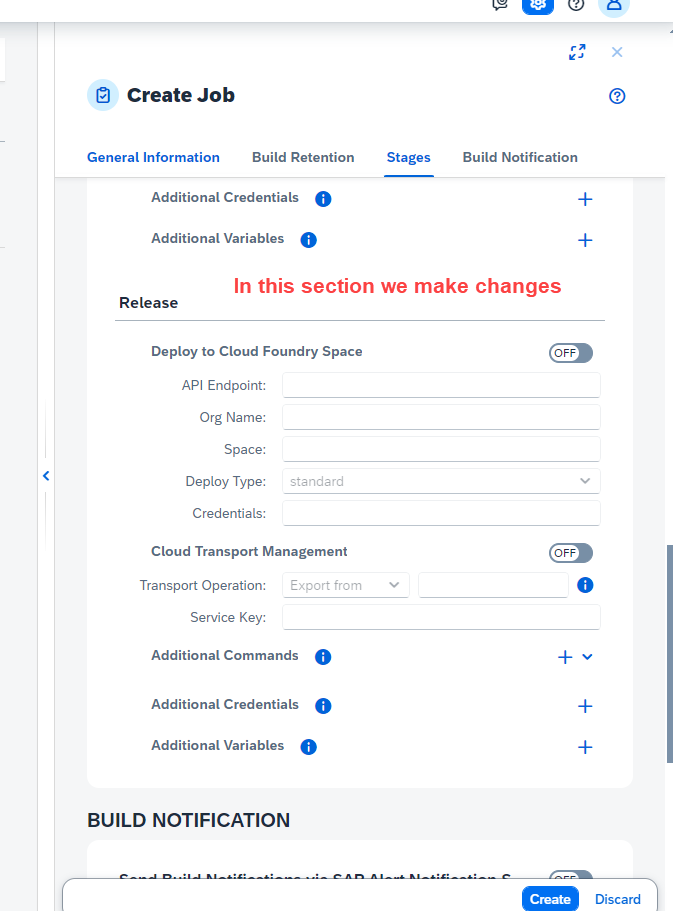 Create Job
General Information Build Retention Stages Build Notification
Additional Credentials
Additional Variables
In this section we make changes
Release
Deploy to Cloud Foundry Space OFF
API Endpoint:
Org Name:
Space:
Deploy Type: standard
Credentials:
Cloud Transport Management OFF
Transport Operation: Export from
Service Key:
Additional Commands
Additional Credentials
Additional Variables
BUILD NOTIFICATION
Send Build Notifications via SAP Alert Notification S OFF
Create Discard